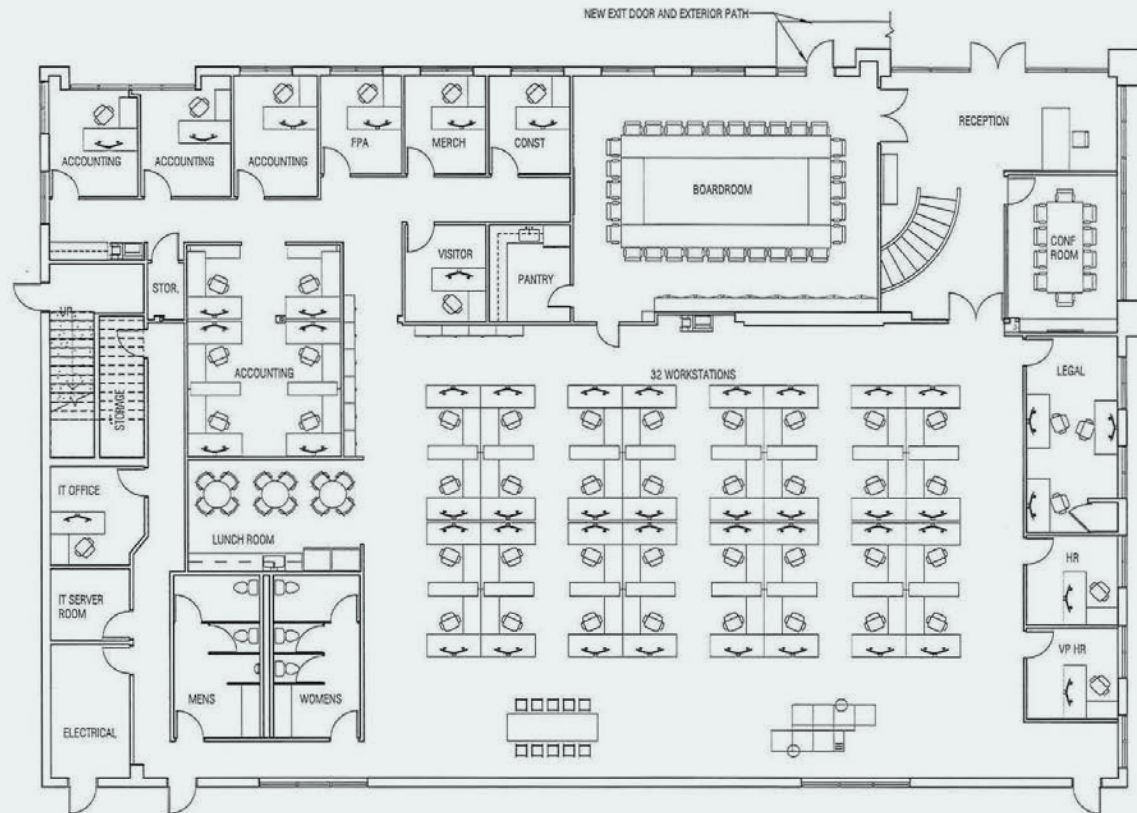 NEW EXIT DOOR AND EXTERIOR PATH
RECEPTION
ACCOUNTING
ACCOUNTING
ACCOUNTING
FPA
MERCH
CONST
BOARDROOM
CONF
ROOM
VISITOR
PANTRY
STOR.
UP
STORAGE
ACCOUNTING
32 WORKSTATIONS
LEGAL
IT OFFICE
LUNCH ROOM
HR
IT SERVER
ROOM
VP HR
MENS
WOMENS
ELECTRICAL